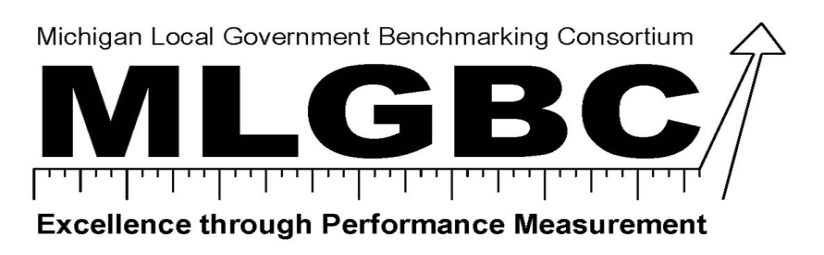 Michigan Local Government Benchmarking Consortium
MLGBC
Excellence through Performance Measurement